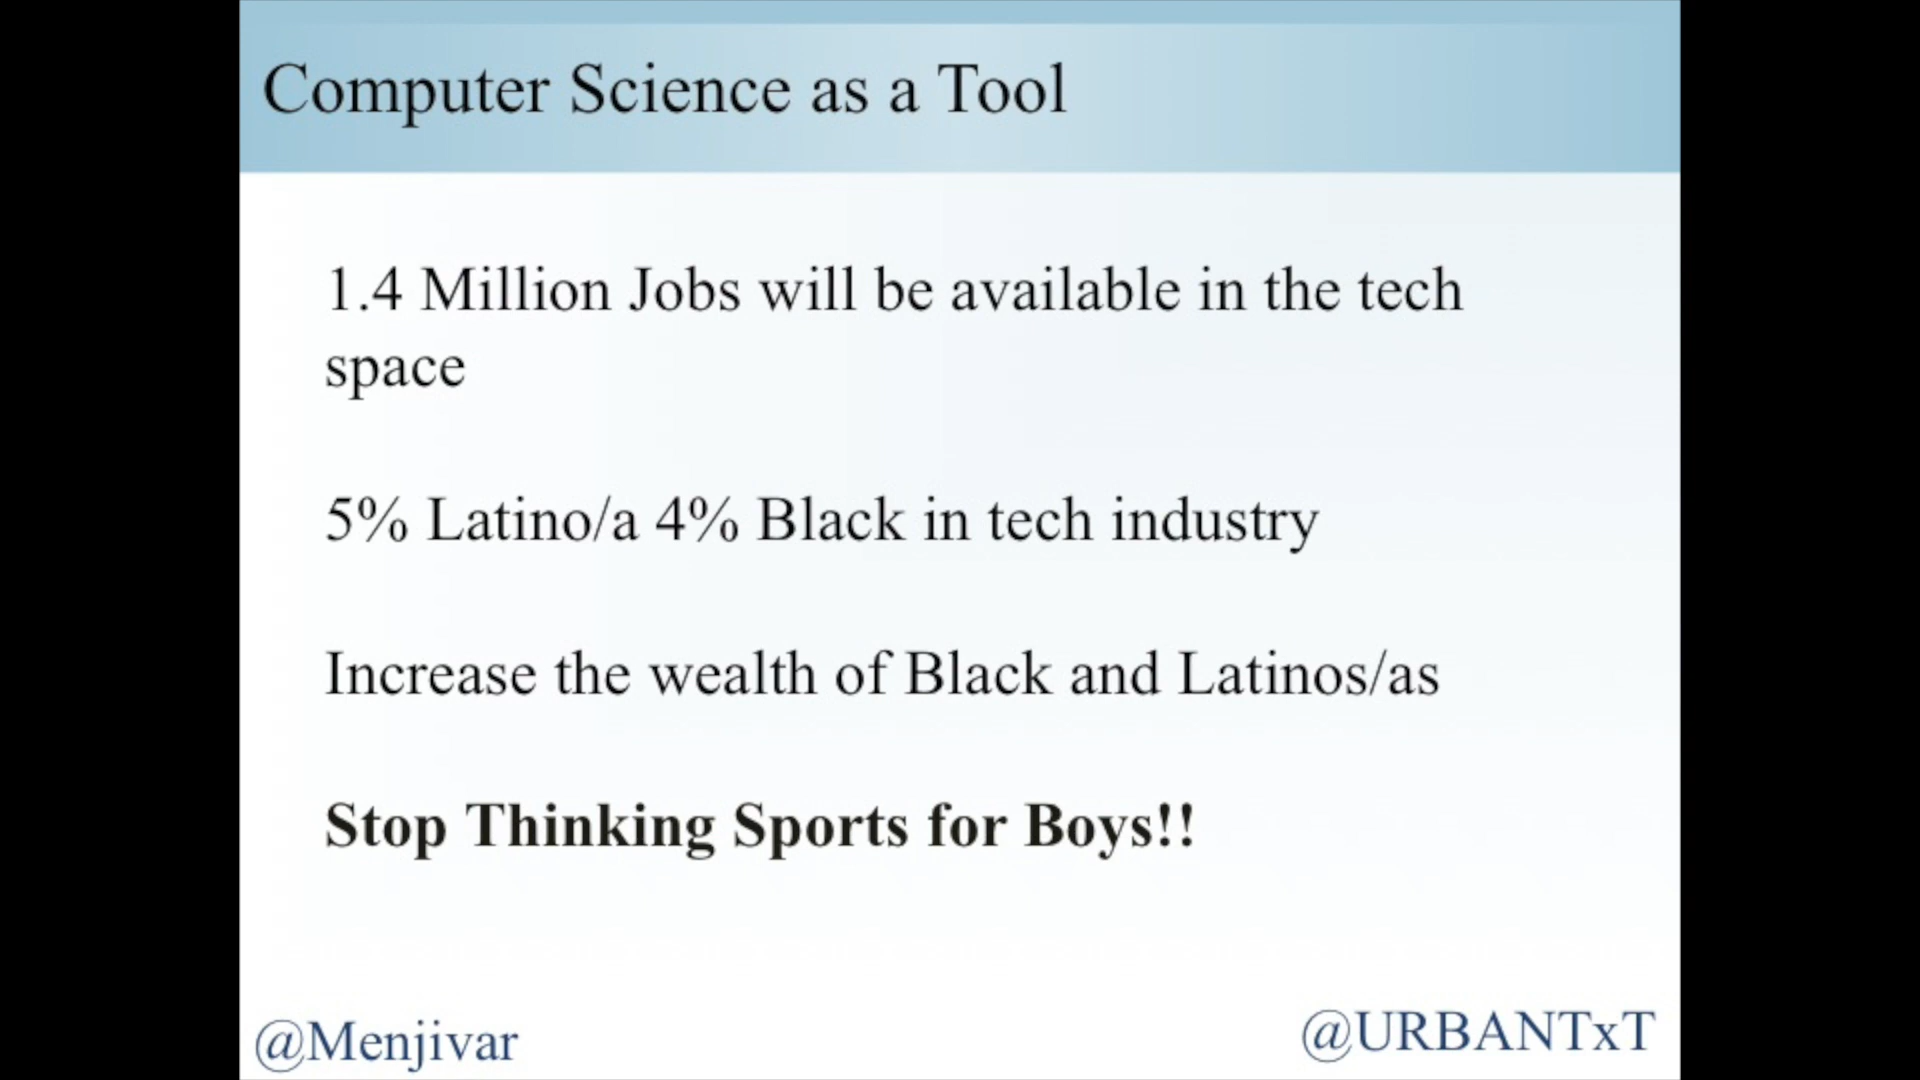 Computer Science as a Tool
1.4 Million Jobs will be available in the tech
space
5% Latino/a 4% Black in tech industry
Increase the wealth of Black and Latinos/as
Stop Thinking Sports for Boys!!
@Menjivar
@URBANTxT